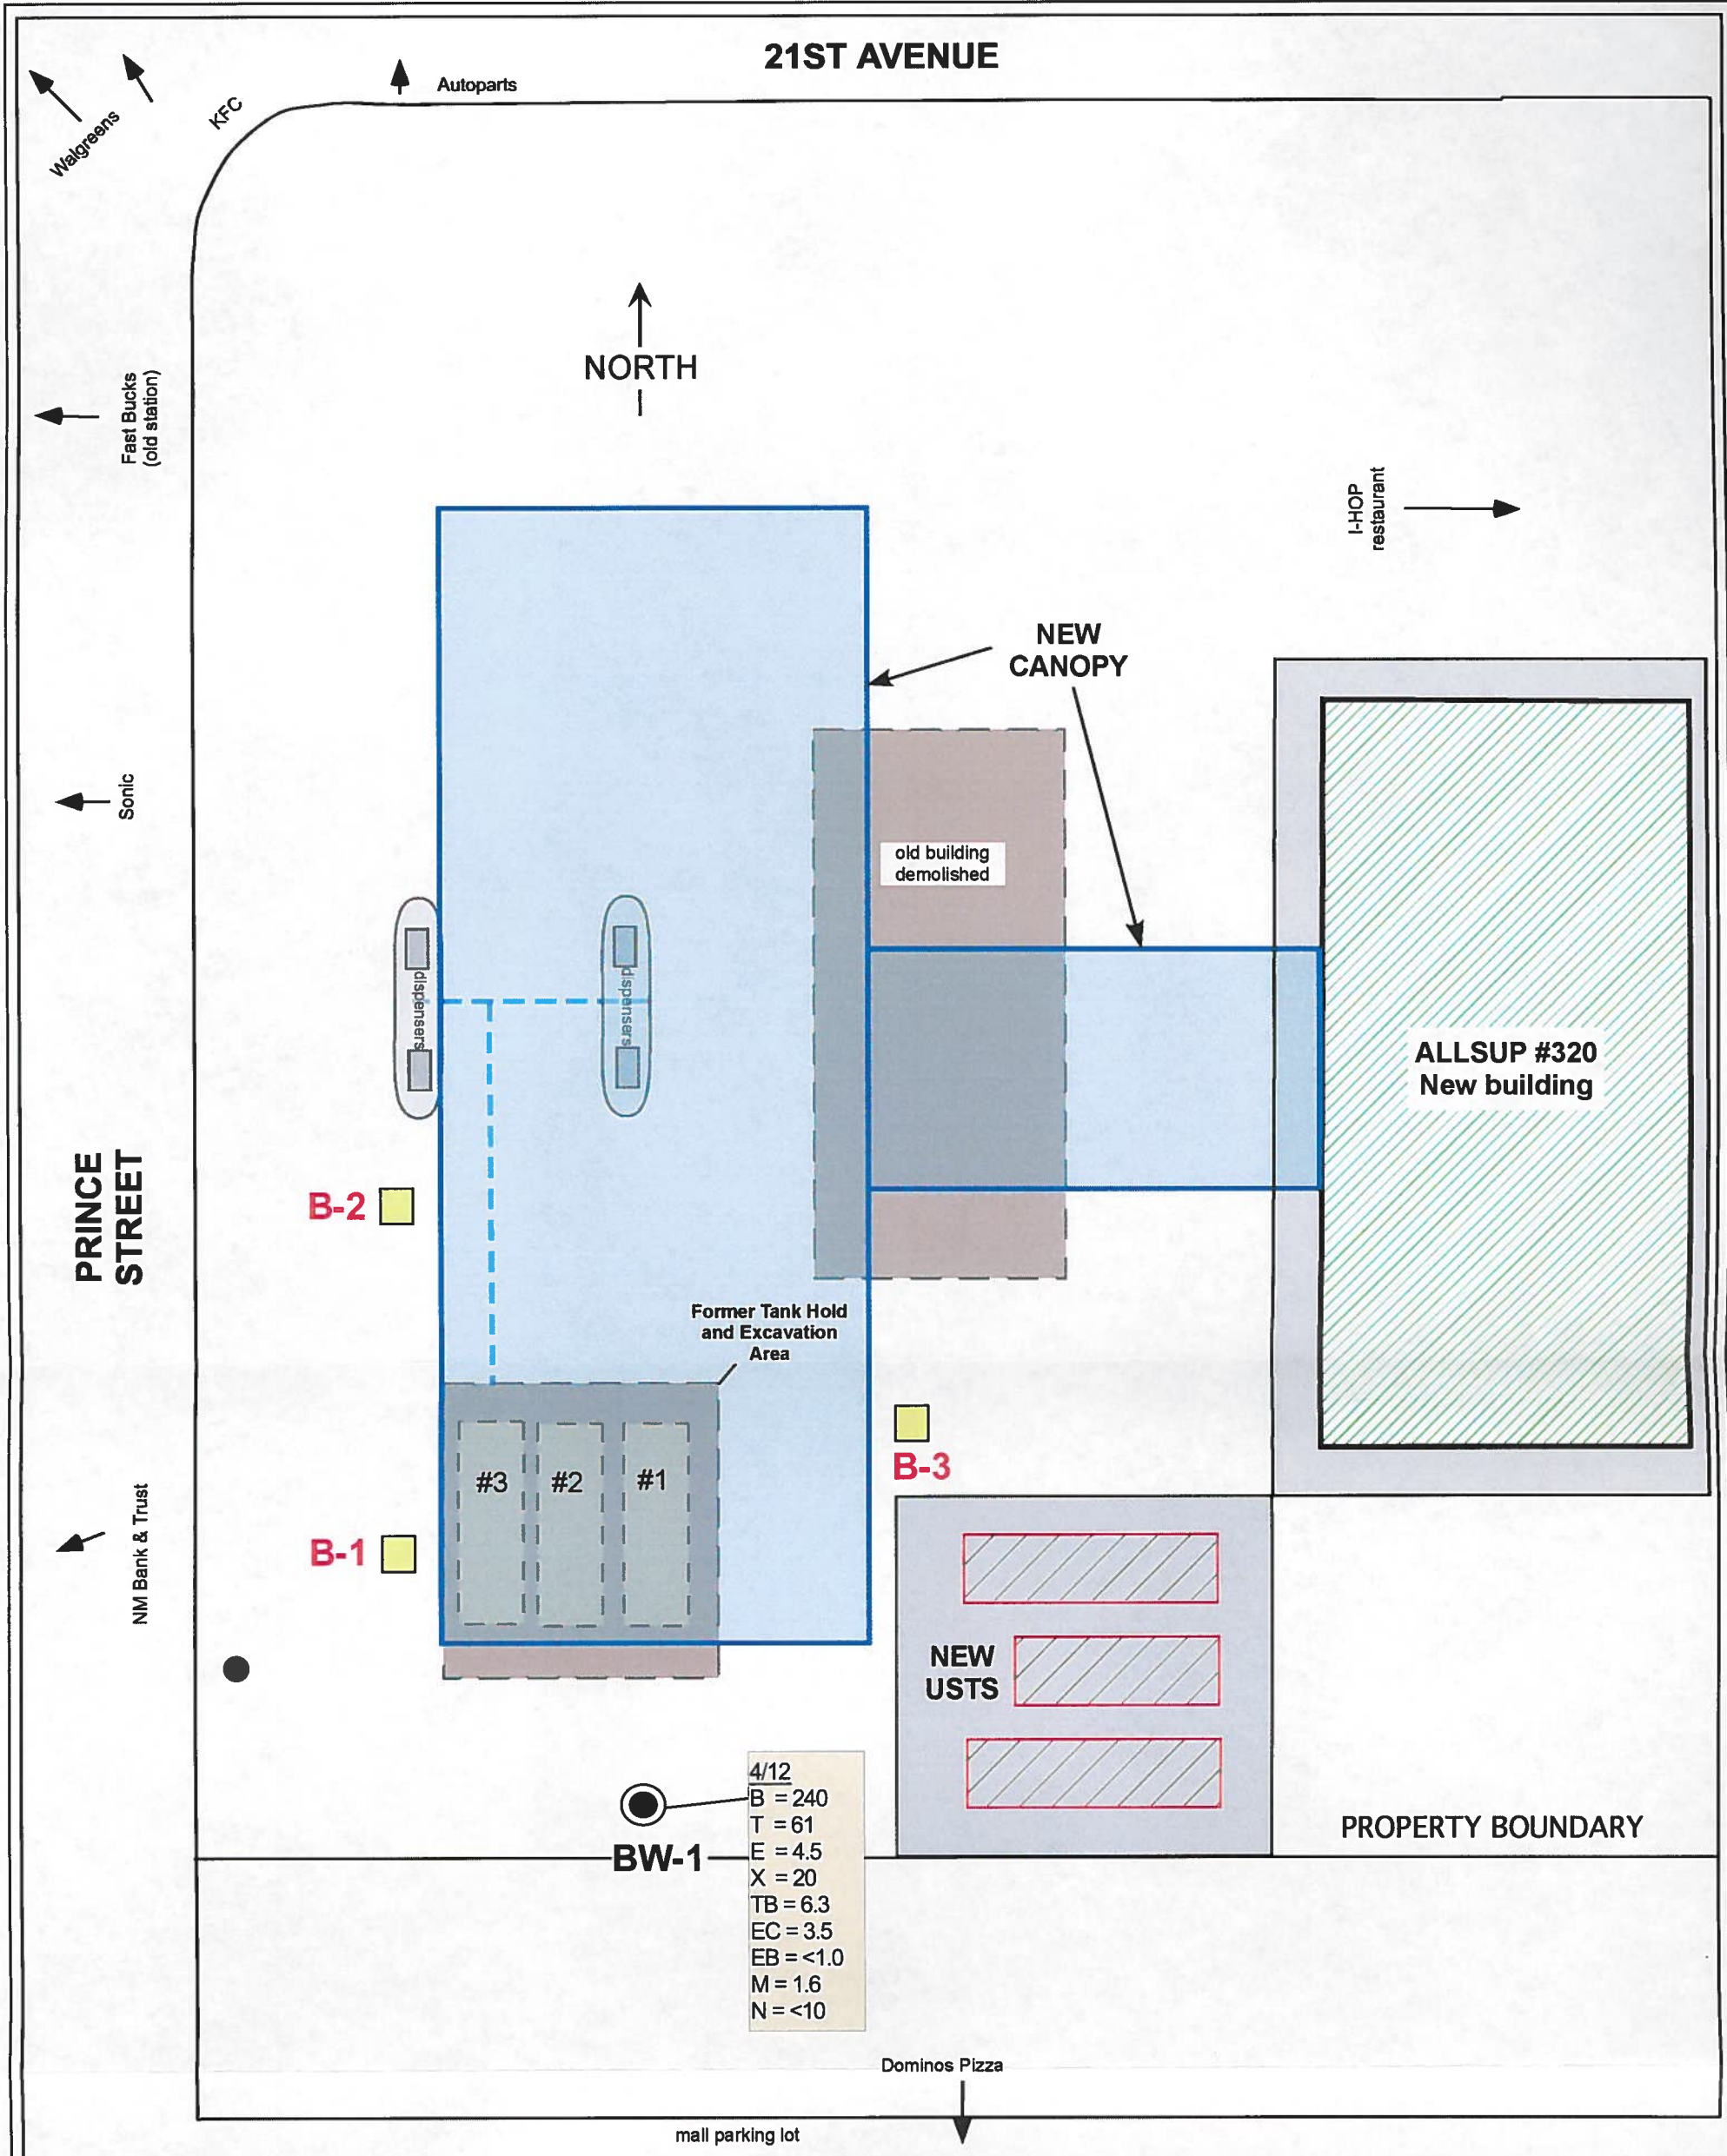 21ST AVENUE
Autoparts
KFC
Walgreens
NORTH
Fast Bucks
(old station)
I-HOP
restaurant
NEW
CANOPY
Sonic
old building
demolished
dispensers
dispensers
ALLSUP #320
New building
PRINCE
STREET
B-2
Former Tank Hold
and Excavation
Area
B-3
#3
#2
#1
B-1
NM Bank & Trust
NEW
USTS
4/12
B = 240
T = 61
E = 4.5
X = 20
TB = 6.3
EC = 3.5
EB = <1.0
M = 1.6
N = <10
BW-1
PROPERTY BOUNDARY
Dominos Pizza
mall parking lot